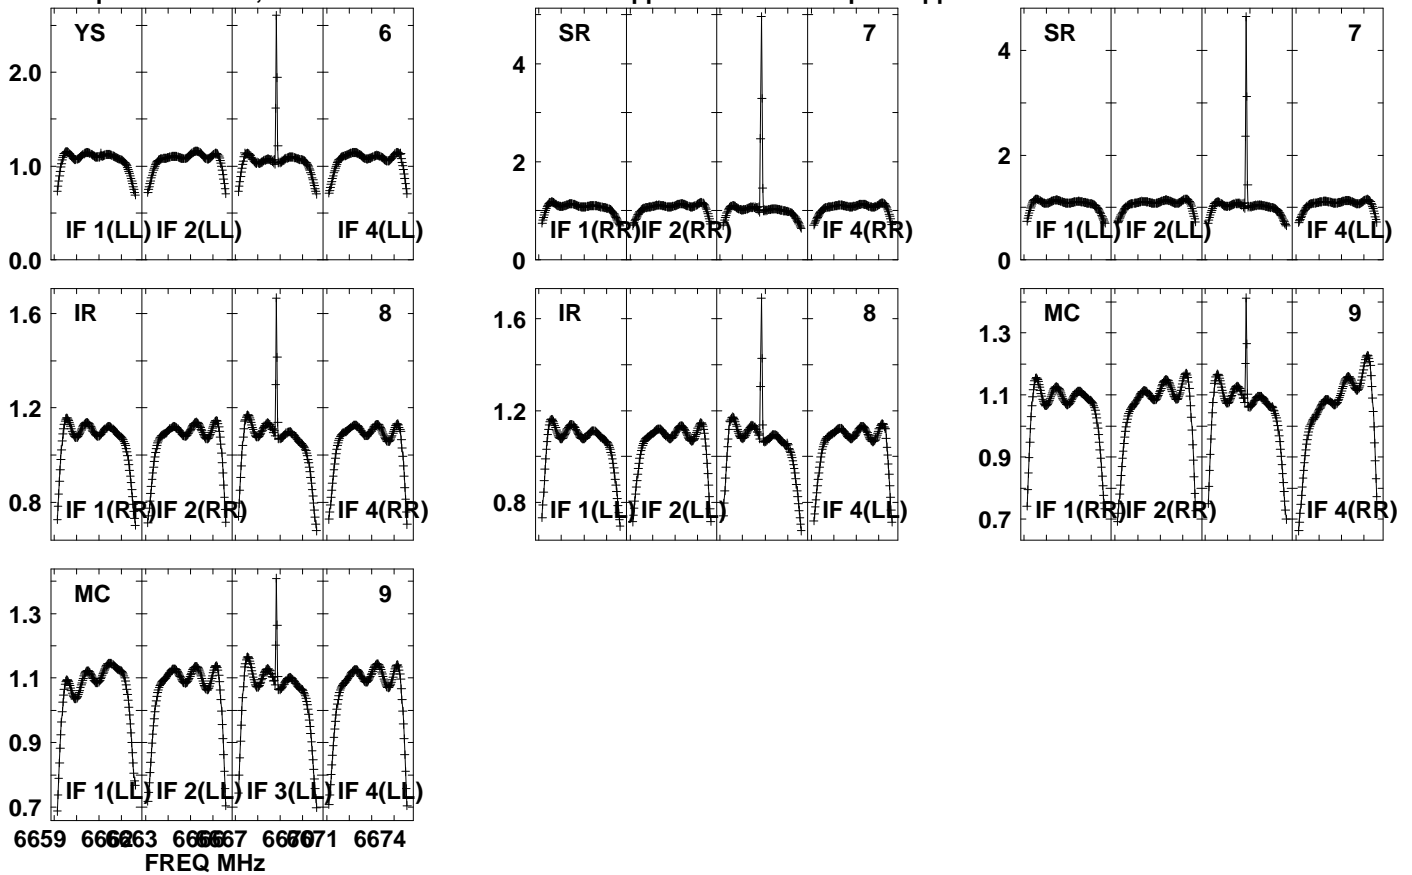 YS 6
2.0
1.0
0.0
IF 1(LL) IF 2(LL) IF 4(LL)
SR 7
4
2
0
IF 1(RR) IF 2(RR) IF 4(RR)
SR 7
4
2
0
IF 1(LL) IF 2(LL) IF 4(LL)
IR 8
1.6
1.2
0.8
IF 1(RR) IF 2(RR) IF 4(RR)
IR 8
1.6
1.2
0.8
IF 1(LL) IF 2(LL) IF 4(LL)
MC 9
1.3
1.1
0.9
0.7
IF 1(RR) IF 2(RR) IF 4(RR)
MC 9
1.3
1.1
0.9
0.7
IF 1(LL) IF 2(LL) IF 3(LL) IF 4(LL)
6659 6662 6663 6666 6667 6670 6671 6674
FREQ MHz